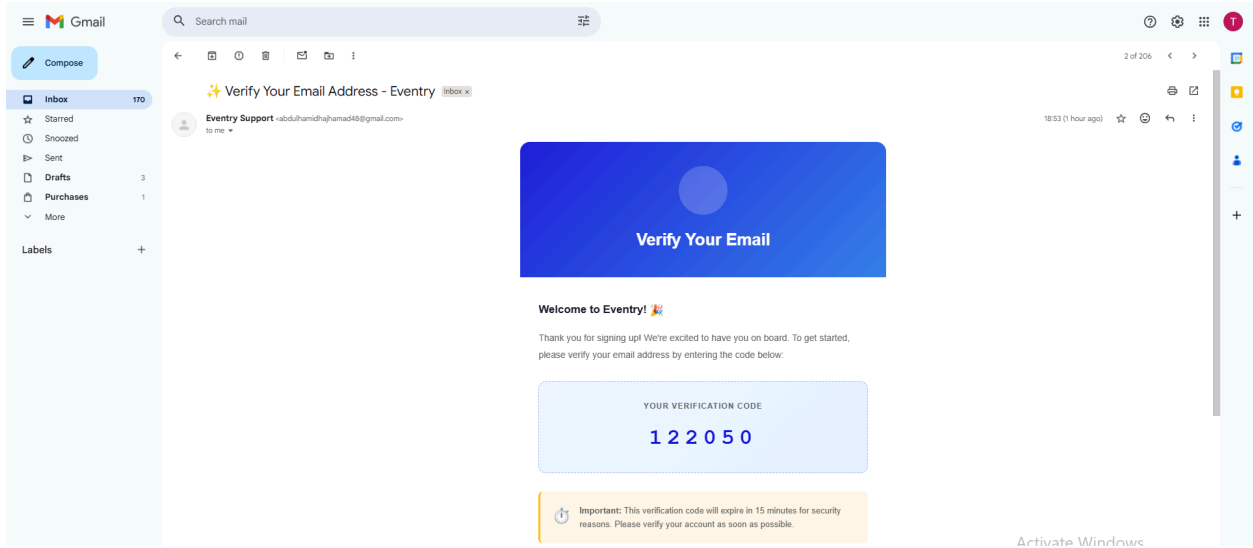 Gmail
Search mail
T
Compose
2 of 206
Inbox 170
Starred
Snoozed
Sent
Drafts 3
Purchases 1
More
Labels
✨ Verify Your Email Address - Eventry Inbox ×
Eventry Support <abdulhamidhajhamad48@gmail.com>
18:53 (1 hour ago)
to me
Verify Your Email
Welcome to Eventry! 🎉
Thank you for signing up! We're excited to have you on board. To get started,
please verify your email address by entering the code below:
YOUR VERIFICATION CODE
122050
Important: This verification code will expire in 15 minutes for security
reasons. Please verify your account as soon as possible.
Activate Windows